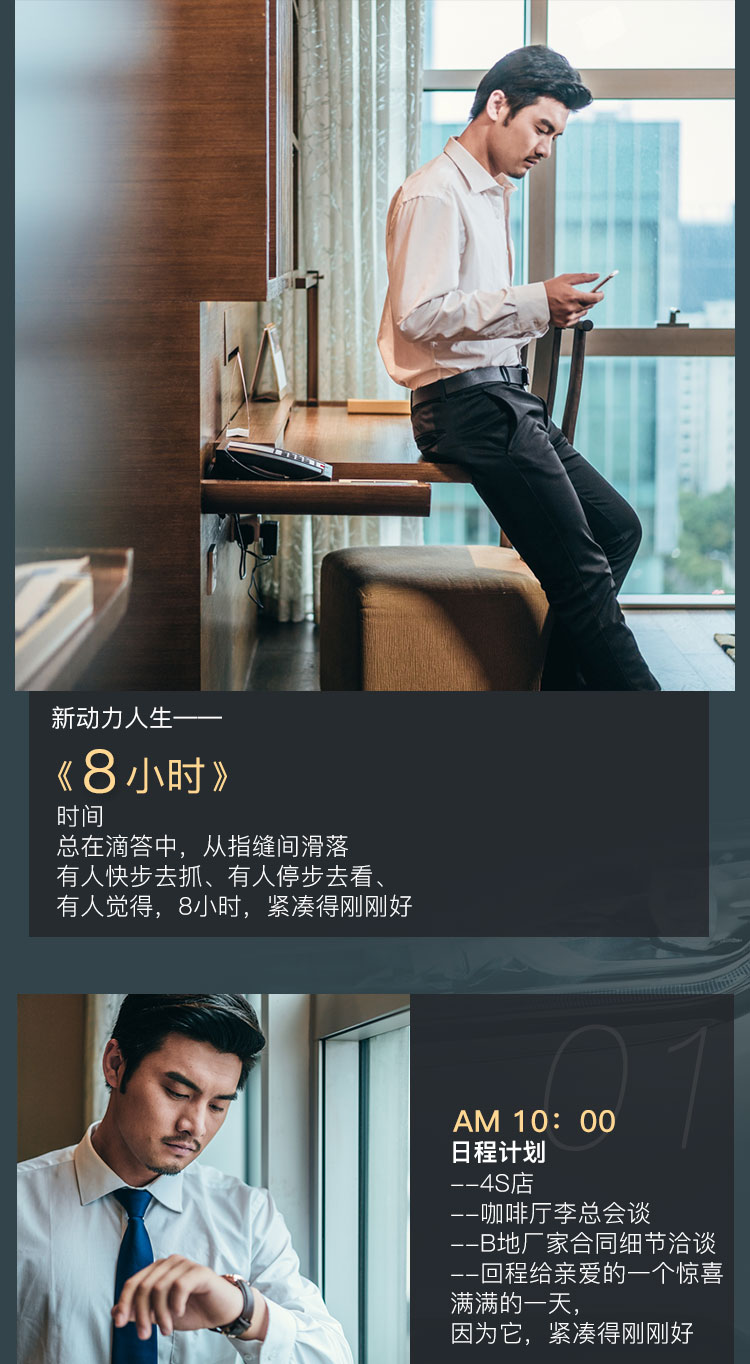 新动力人生——
《8小时》
时间
总在滴答中，从指缝间滑落
有人快步去抓、有人停步去看、
有人觉得，8小时，紧凑得刚刚好
01
AM 10：00
日程计划
--4S店
--咖啡厅李总会谈
--B地厂家合同细节洽谈
--回程给亲爱的一个惊喜
满满的一天，
因为它，紧凑得刚刚好